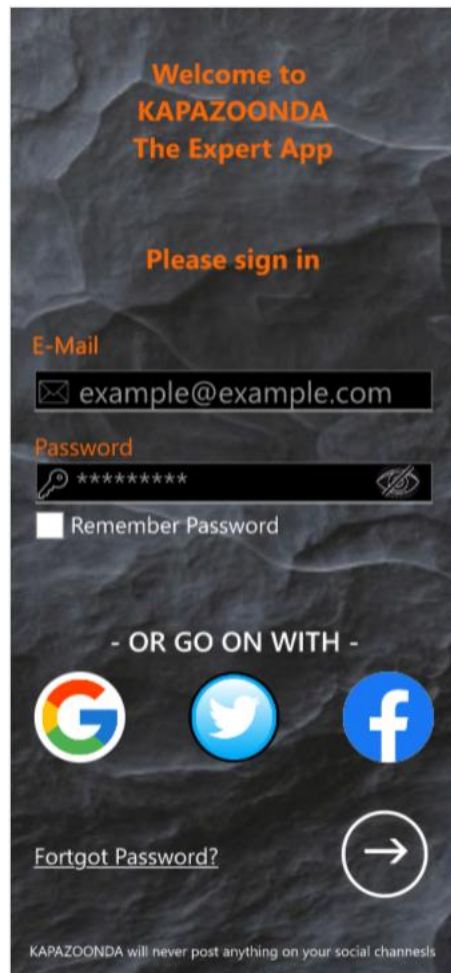 Welcome to
KAPAZOONDA
The Expert App
Please sign in
E-Mail
example@example.com
Password
*********
Remember Password
- OR GO ON WITH -
Fortgot Password?
KAPAZOONDA will never post anything on your social channesls